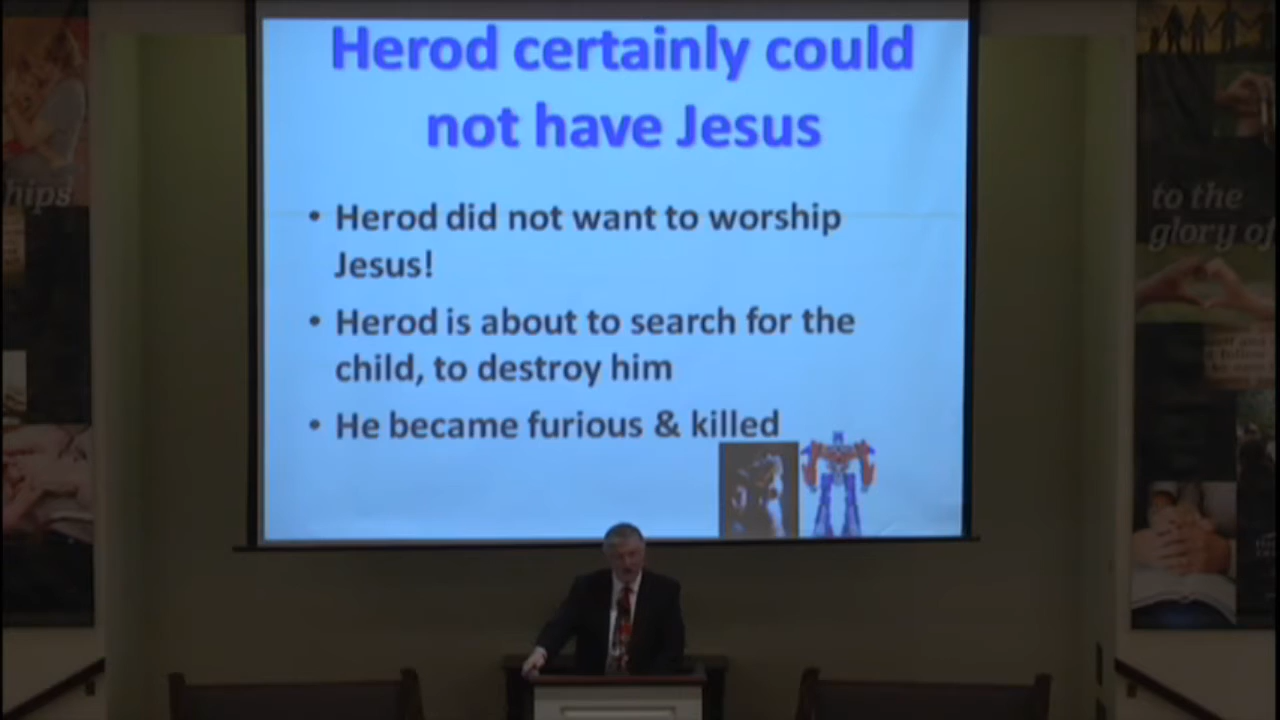 Herod certainly could
not have Jesus
• Herod did not want to worship
Jesus!
• Herod is about to search for the
child, to destroy him
• He became furious & killed
hips
to the
glory of